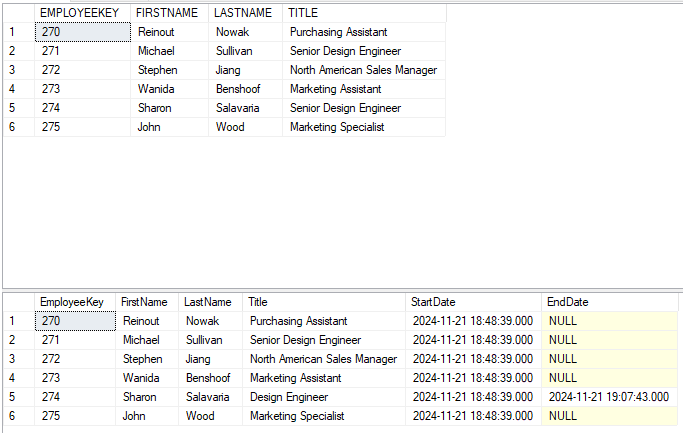 EMPLOYEEKEY FIRSTNAME LASTNAME TITLE
1 270 Reinout Nowak Purchasing Assistant
2 271 Michael Sullivan Senior Design Engineer
3 272 Stephen Jiang North American Sales Manager
4 273 Wanida Benshoof Marketing Assistant
5 274 Sharon Salavaria Senior Design Engineer
6 275 John Wood Marketing Specialist
EmployeeKey FirstName LastName Title StartDate EndDate
1 270 Reinout Nowak Purchasing Assistant 2024-11-21 18:48:39.000 NULL
2 271 Michael Sullivan Senior Design Engineer 2024-11-21 18:48:39.000 NULL
3 272 Stephen Jiang North American Sales Manager 2024-11-21 18:48:39.000 NULL
4 273 Wanida Benshoof Marketing Assistant 2024-11-21 18:48:39.000 NULL
5 274 Sharon Salavaria Design Engineer 2024-11-21 18:48:39.000 2024-11-21 19:07:43.000
6 275 John Wood Marketing Specialist 2024-11-21 18:48:39.000 NULL